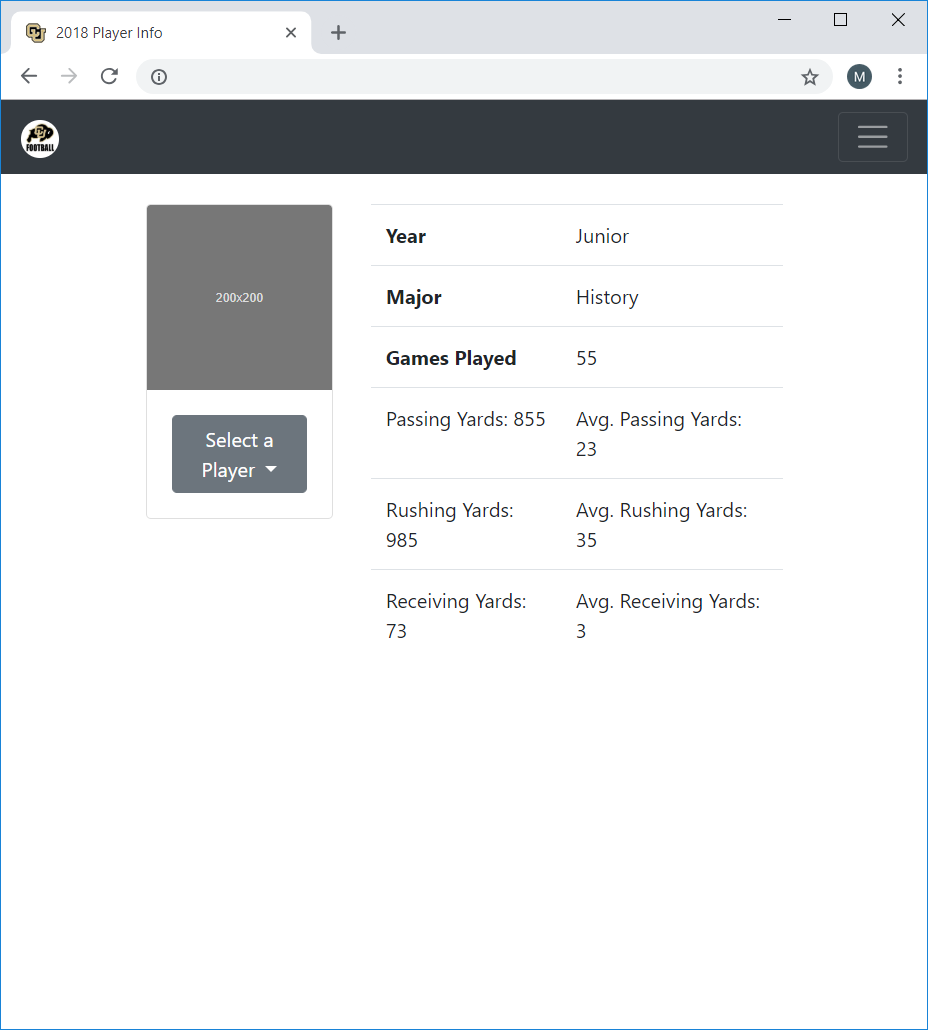 2018 Player Info
M
FOOTBALL
200x200
Select a
Player
Year Junior
Major History
Games Played 55
Passing Yards: 855 Avg. Passing Yards:
23
Rushing Yards: Avg. Rushing Yards:
985 35
Receiving Yards: Avg. Receiving Yards:
73 3